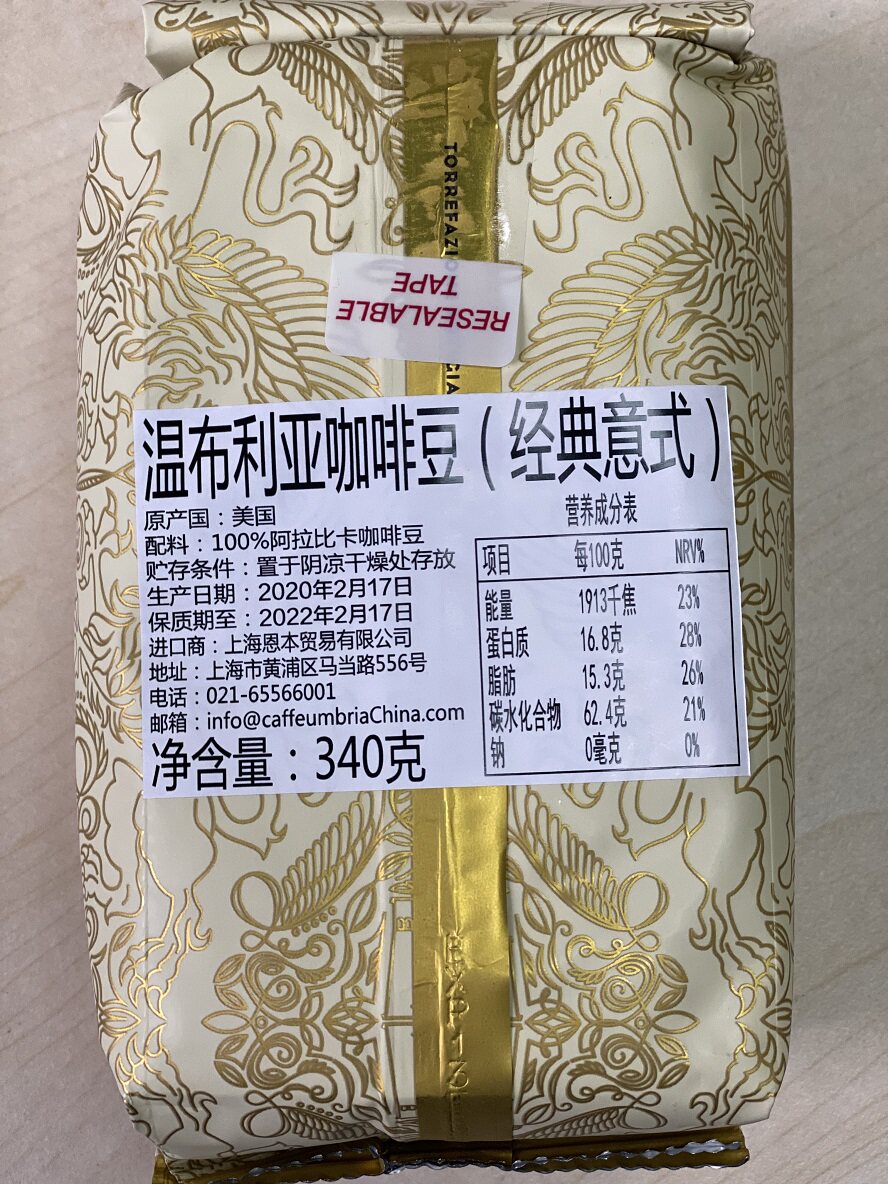 TORREFAZIO
RESEALABLE
TAPE
GIA
温布利亚咖啡豆（经典意式）
原产国：美国
配料：100%阿拉比卡咖啡豆
贮存条件：置于阴凉干燥处存放
生产日期：2020年2月17日
保质期至：2022年2月17日
进口商：上海恩本贸易有限公司
地址：上海市黄浦区马当路556号
电话：021-65566001
邮箱：info@caffeumbriaChina.com
净含量：340克
营养成分表
项目 每100克 NRV%
能量 1913千焦 23%
蛋白质 16.8克 28%
脂肪 15.3克 26%
碳水化合物 62.4克 21%
钠 0毫克 0%